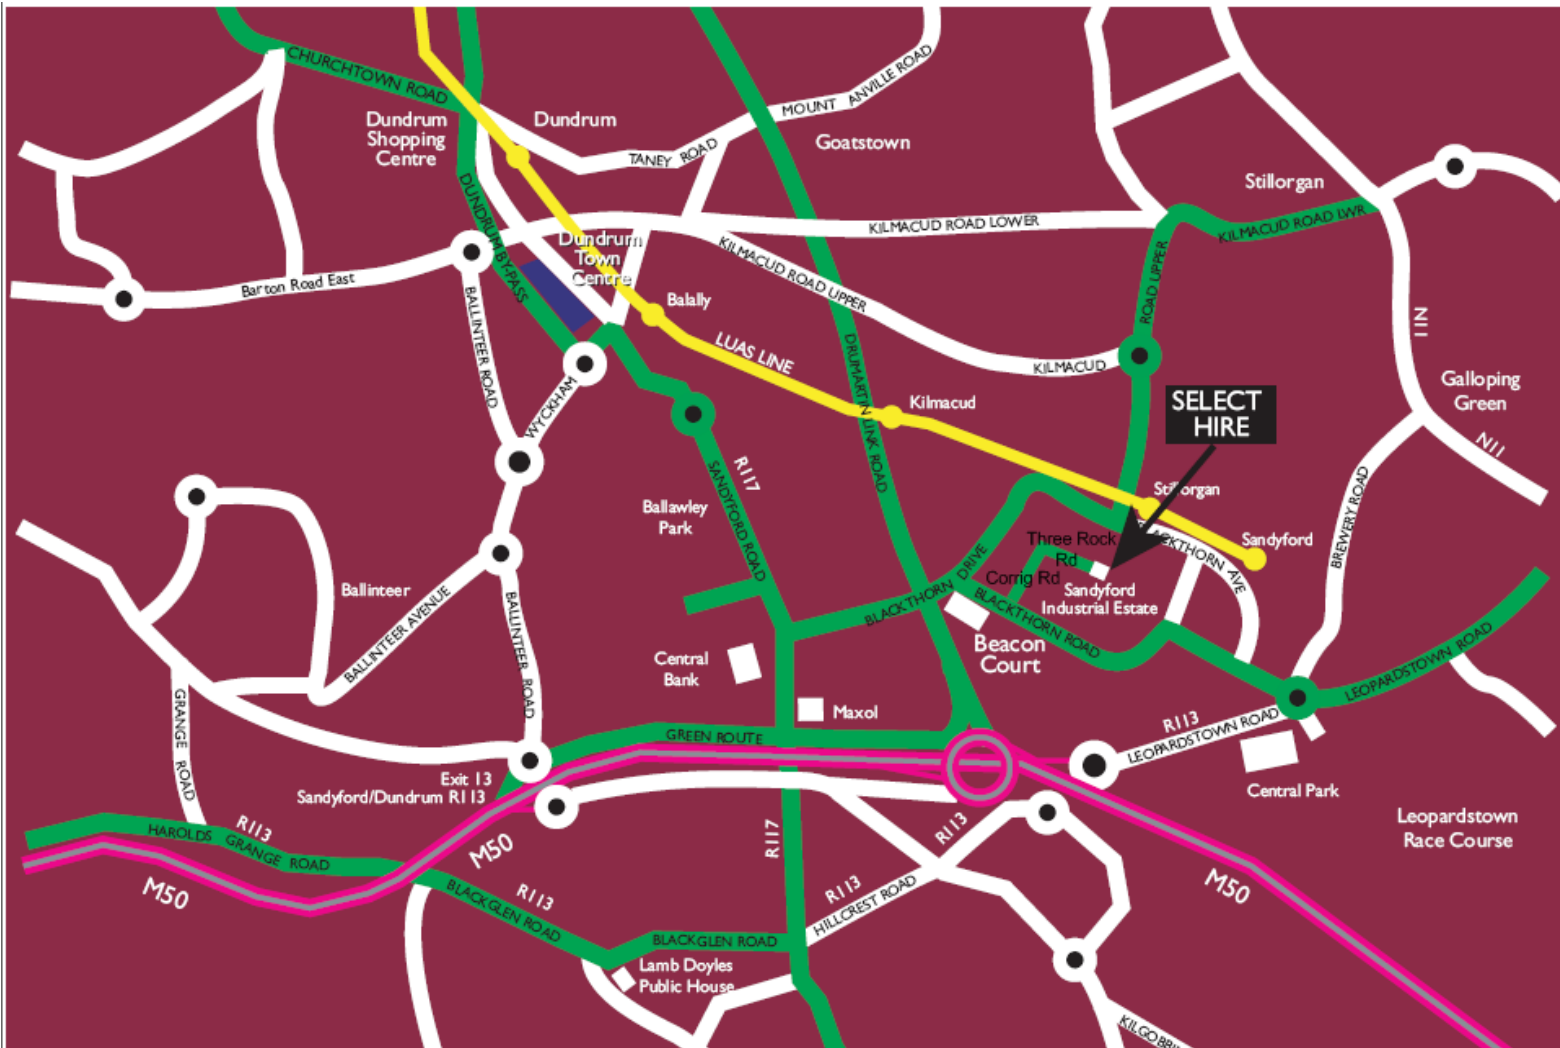 CHURCHTOWN ROAD
Dundrum
Shopping
Centre
Dundrum
TANEY ROAD
MOUNT ANVILLE ROAD
Goatstown
Stillorgan
KILMACUD ROAD LWR
KILMACUD ROAD LOWER
DUNDRUM BY-PASS
Dundrum
Town
Centre
KILMACUD ROAD UPPER
ROAD UPPER
KILMACUD
Barton Road East
BALLINTEER ROAD
Balally
LUAS LINE
DRUMARTIN LINK ROAD
Kilmacud
N11
Galloping
Green
N11
SELECT
HIRE
WYCKHAM
R117
SANDYFORD ROAD
Ballawley
Park
Stillorgan
Sandyford
BLACKTHORN AVE
BREWERY ROAD
Three Rock
Rd
Corrig Rd
Sandyford
Industrial Estate
BLACKTHORN DRIVE
BLACKTHORN ROAD
Beacon
Court
Ballinteer
BALLINTEER AVENUE
BALLINTEER ROAD
Central
Bank
Maxol
GREEN ROUTE
GRANGE ROAD
Exit 13
Sandyford/Dundrum R113
LEOPARDSTOWN ROAD
R113
LEOPARDSTOWN ROAD
Central Park
Leopardstown
Race Course
R113
HAROLDS GRANGE ROAD
M50
M50
R113
BLACKGLEN ROAD
BLACKGLEN ROAD
R117
R113
R113
HILLCREST ROAD
M50
Lamb Doyles
Public House